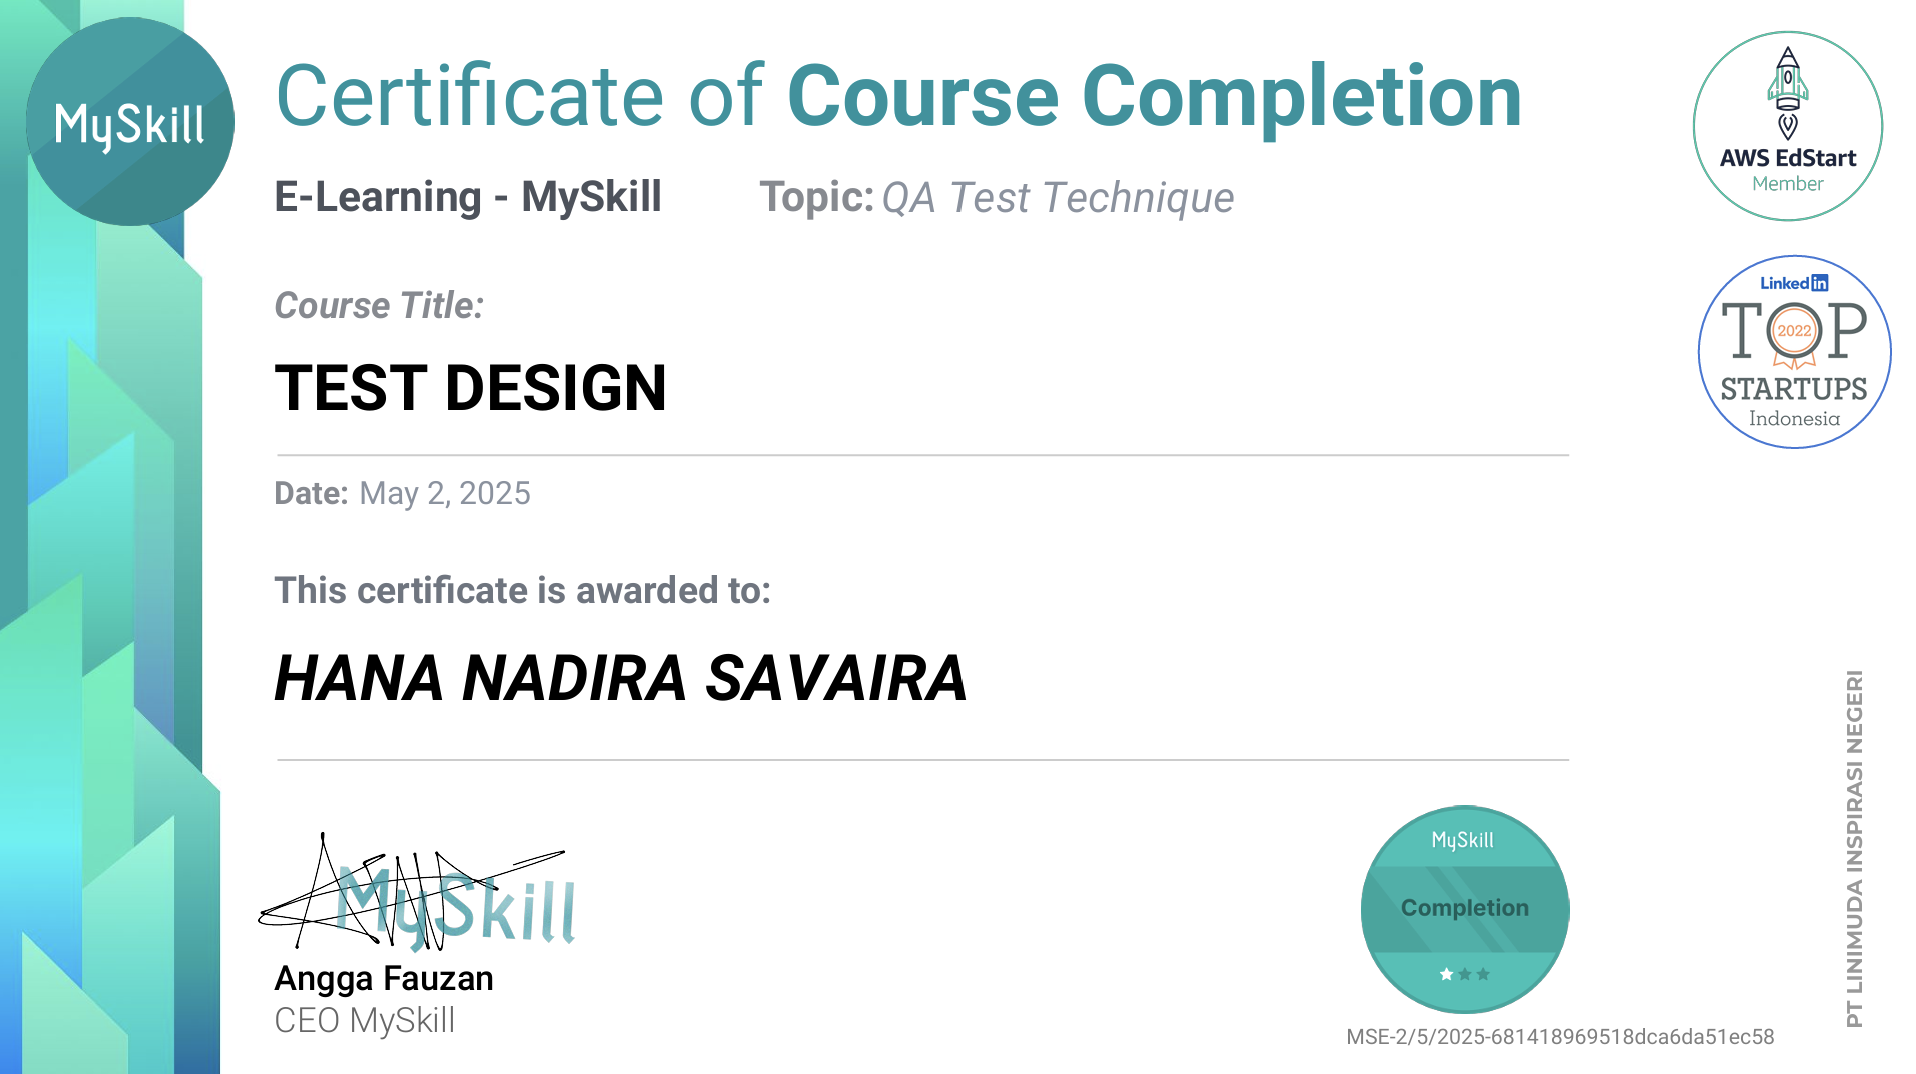 MySkill
Certificate of Course Completion
E-Learning - MySkill
Topic: QA Test Technique
AWS EdStart
Member
Course Title:
TEST DESIGN
LinkedIn
TOP
2022
STARTUPS
Indonesia
Date: May 2, 2025
This certificate is awarded to:
HANA NADIRA SAVAIRA
MySkill
Angga Fauzan
CEO MySkill
MySkill
Completion
MSE-2/5/2025-681418969518dca6da51ec58
PT LINIMUDA INSPIRASI NEGERI